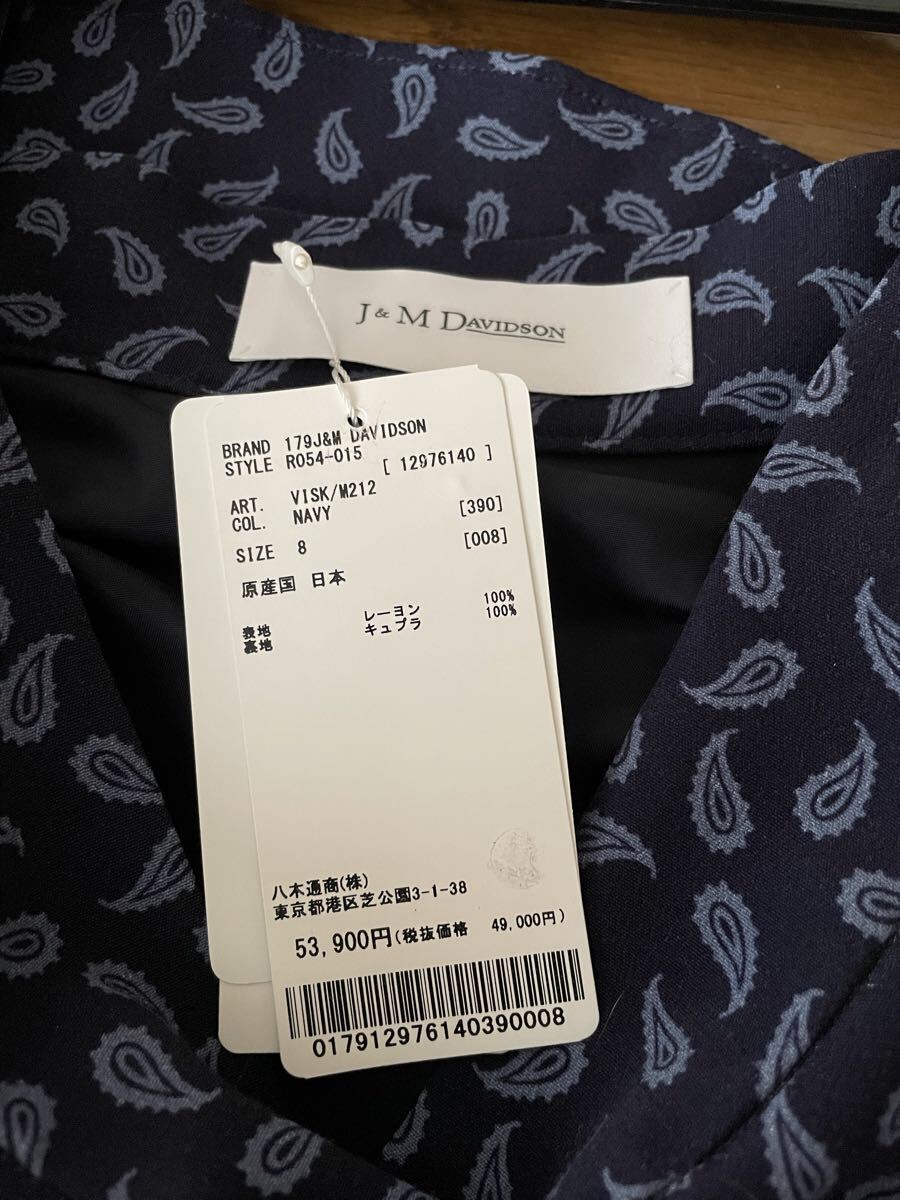 J & M DAVIDSON
BRAND 179J&M DAVIDSON
STYLE R054-015 [ 12976140 ]
ART. VISK/M212
COL. NAVY [390]
SIZE 8 [008]
原産国 日本
表地 レーヨン 100%
裏地 キュプラ 100%
八木通商(株)
東京都港区芝公園3-1-38
53,900円(税抜価格 49,000円)
0179129761403900​08